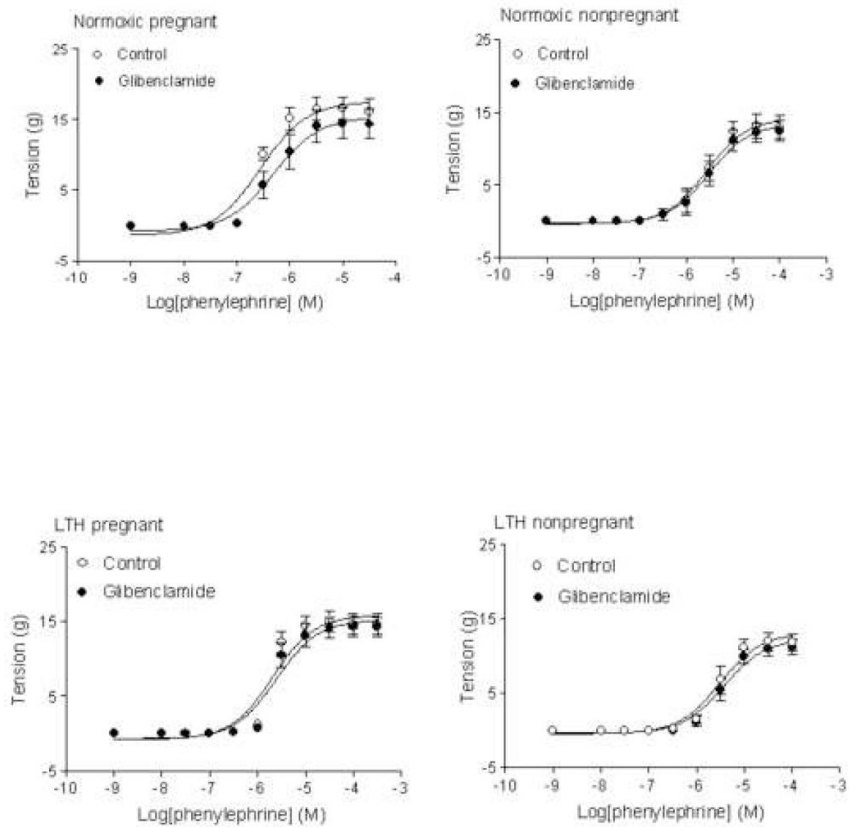 Normoxic pregnant
25
Control
Glibenclamide
15
Tension (g)
5
-5
-10 -9 -8 -7 -6 -5 -4
Log[phenylephrine] (M)
Normoxic nonpregnant
25
Control
Glibenclamide
15
Tension (g)
5
-5
-10 -9 -8 -7 -6 -5 -4 -3
Log[phenylephrine] (M)
LTH pregnant
25
Control
Glibenclamide
15
Tension (g)
5
-5
-10 -9 -8 -7 -6 -5 -4 -3
Log[phenylephrine] (M)
LTH nonpregnant
25
Control
Glibenclamide
15
Tension (g)
5
-5
-10 -9 -8 -7 -6 -5 -4 -3
Log[phenylephrine] (M)